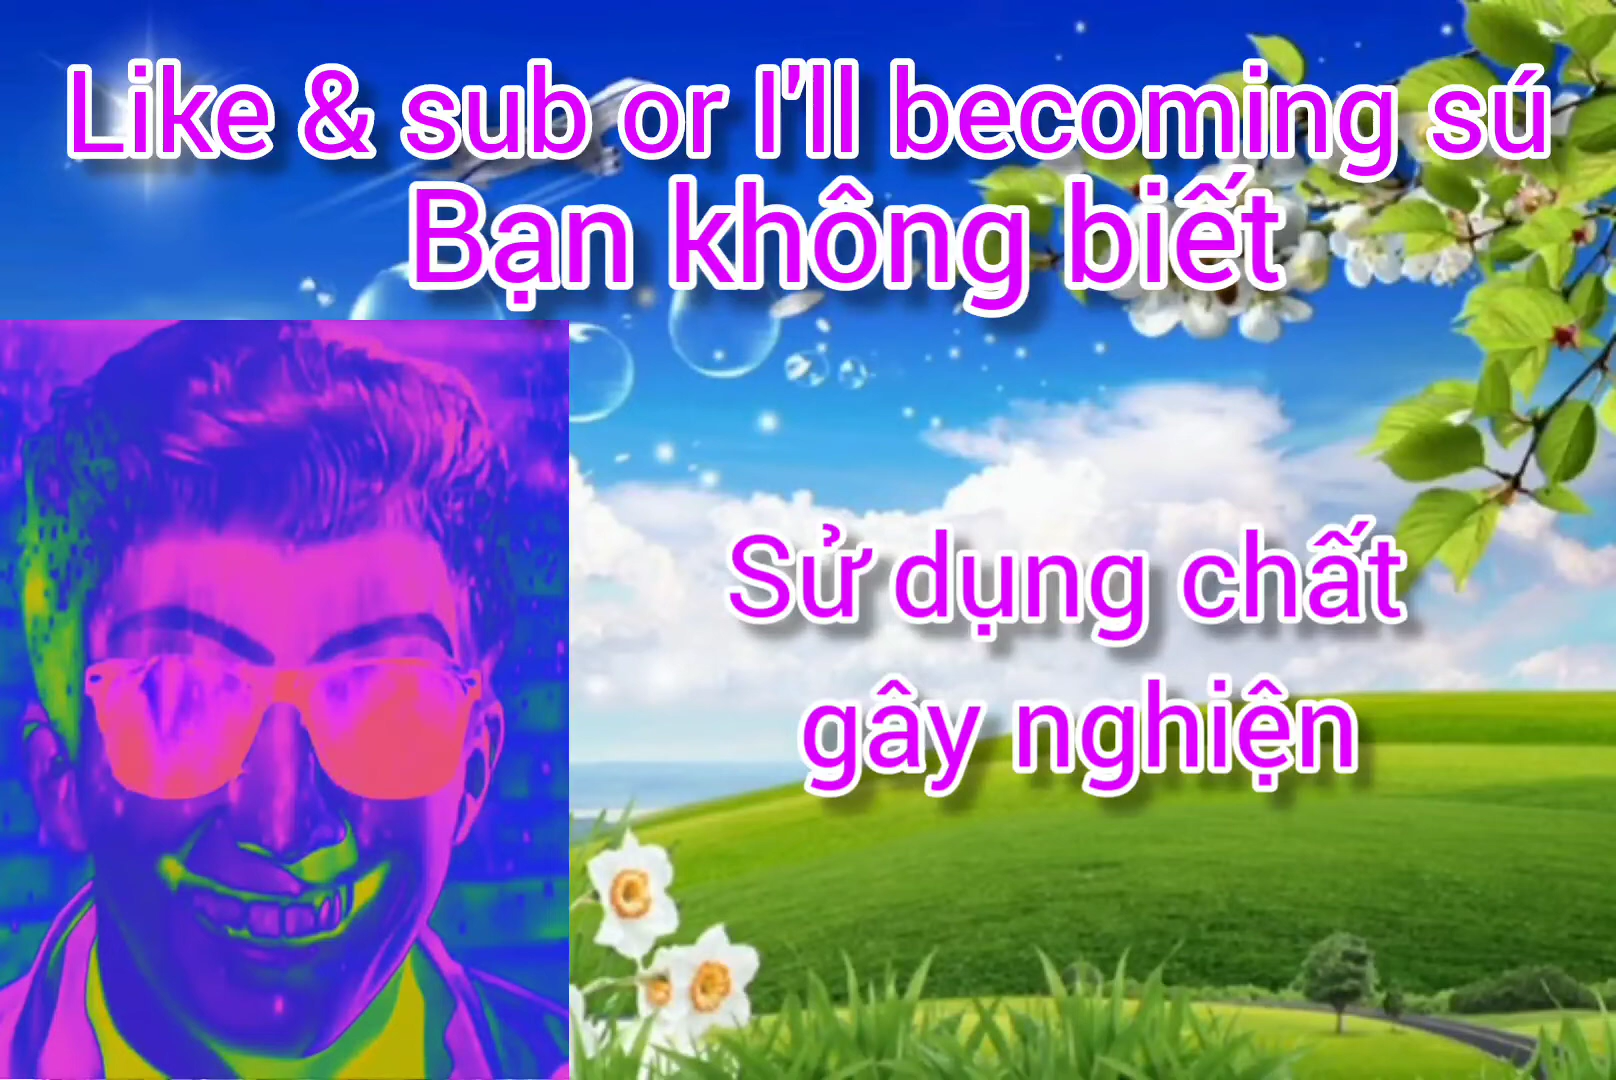 Like & sub or I'll becoming sú
Bạn không biết
Sử dụng chất
gây nghiện